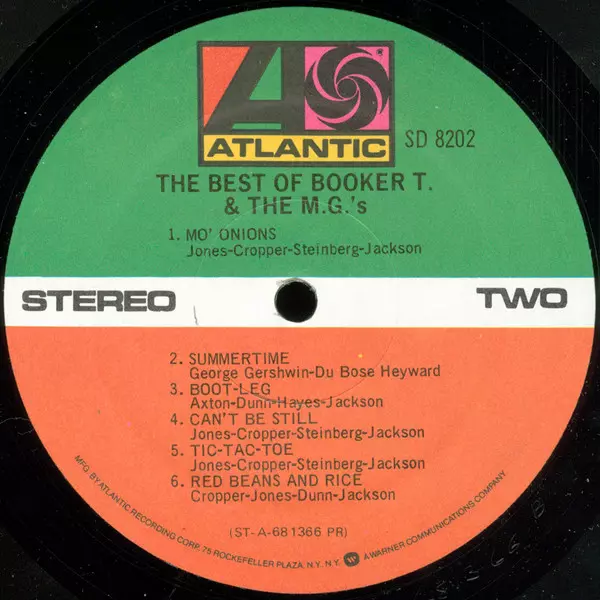 ATLANTIC
SD 8202
THE BEST OF BOOKER T.
& THE M.G.'s
1. MO' ONIONS
Jones-Cropper-Steinberg-Jackson
STEREO TWO
2. SUMMERTIME
George Gershwin-Du Bose Heyward
3. BOOT-LEG
Axton-Dunn-Hayes-Jackson
4. CAN'T BE STILL
Jones-Cropper-Steinberg-Jackson
5. TIC-TAC-TOE
Jones-Cropper-Steinberg-Jackson
6. RED BEANS AND RICE
Cropper-Jones-Dunn-Jackson
(ST-A-681366 PR)
MFG. BY ATLANTIC RECORDING CORP. 75 ROCKEFELLER PLAZA, N.Y. N.Y. A WARNER COMMUNICATIONS COMPANY.